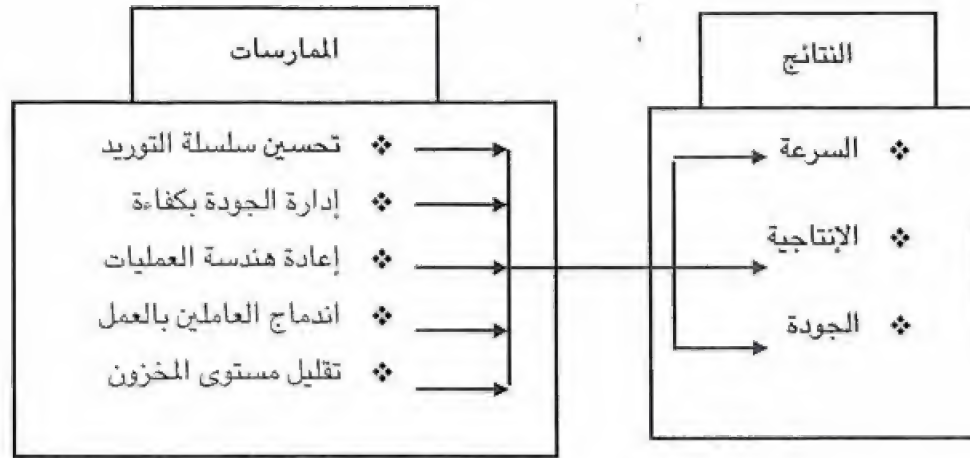 الممارسات
❖ تحسين سلسلة التوريد
❖ إدارة الجودة بكفاءة
❖ إعادة هندسة العمليات
❖ اندماج العاملين بالعمل
❖ تقليل مستوى المخزون
النتائج
❖ السرعة
❖ الإنتاجية
❖ الجودة